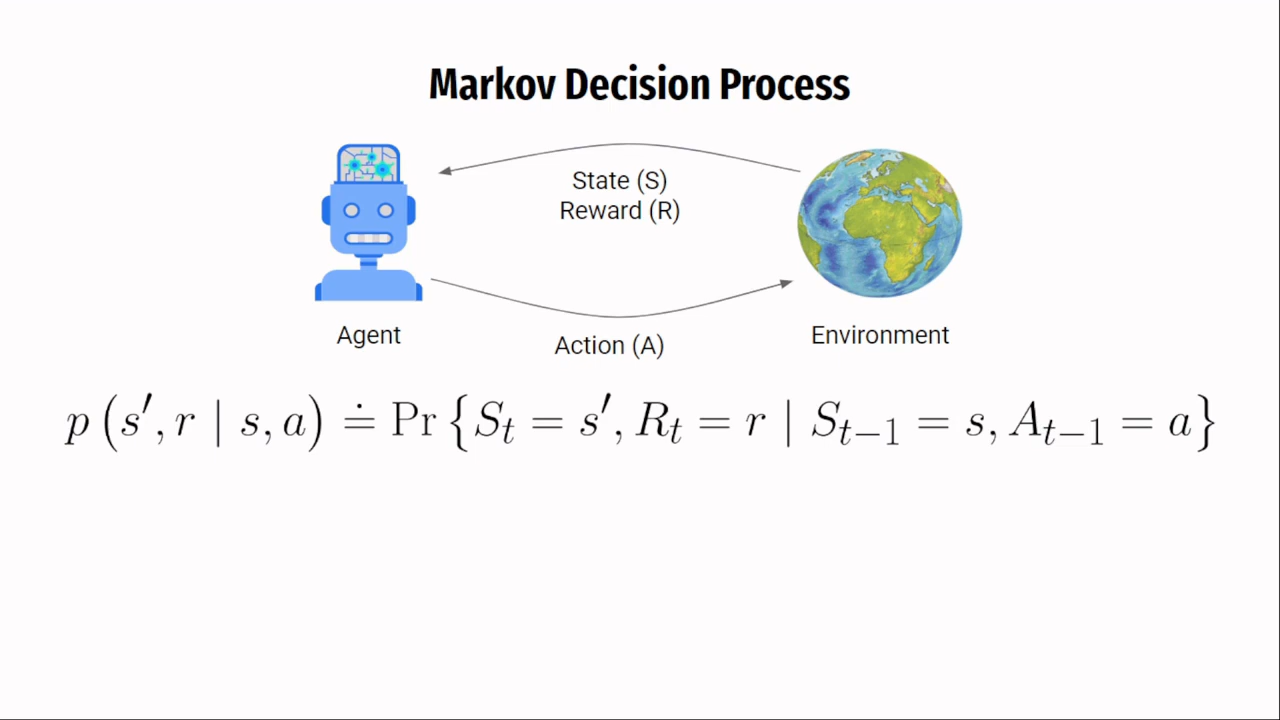 Markov Decision Process
State (S)
Reward (R)
Agent
Action (A)
Environment
p (s′, r | s, a) ≐ Pr {S_t = s′, R_t = r | S_{t−1} = s, A_{t−1} = a}